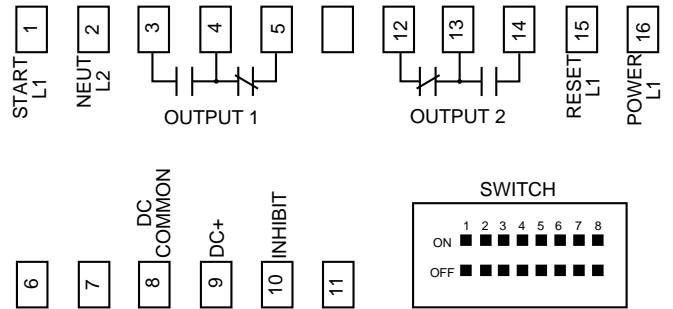 1 2 3 4 5 12 13 14 15 16
START L1
NEUT L2
OUTPUT 1
OUTPUT 2
RESET L1
POWER L1
DC COMMON
DC+
INHIBIT
6 7 8 9 10 11
SWITCH
1 2 3 4 5 6 7 8
ON
OFF